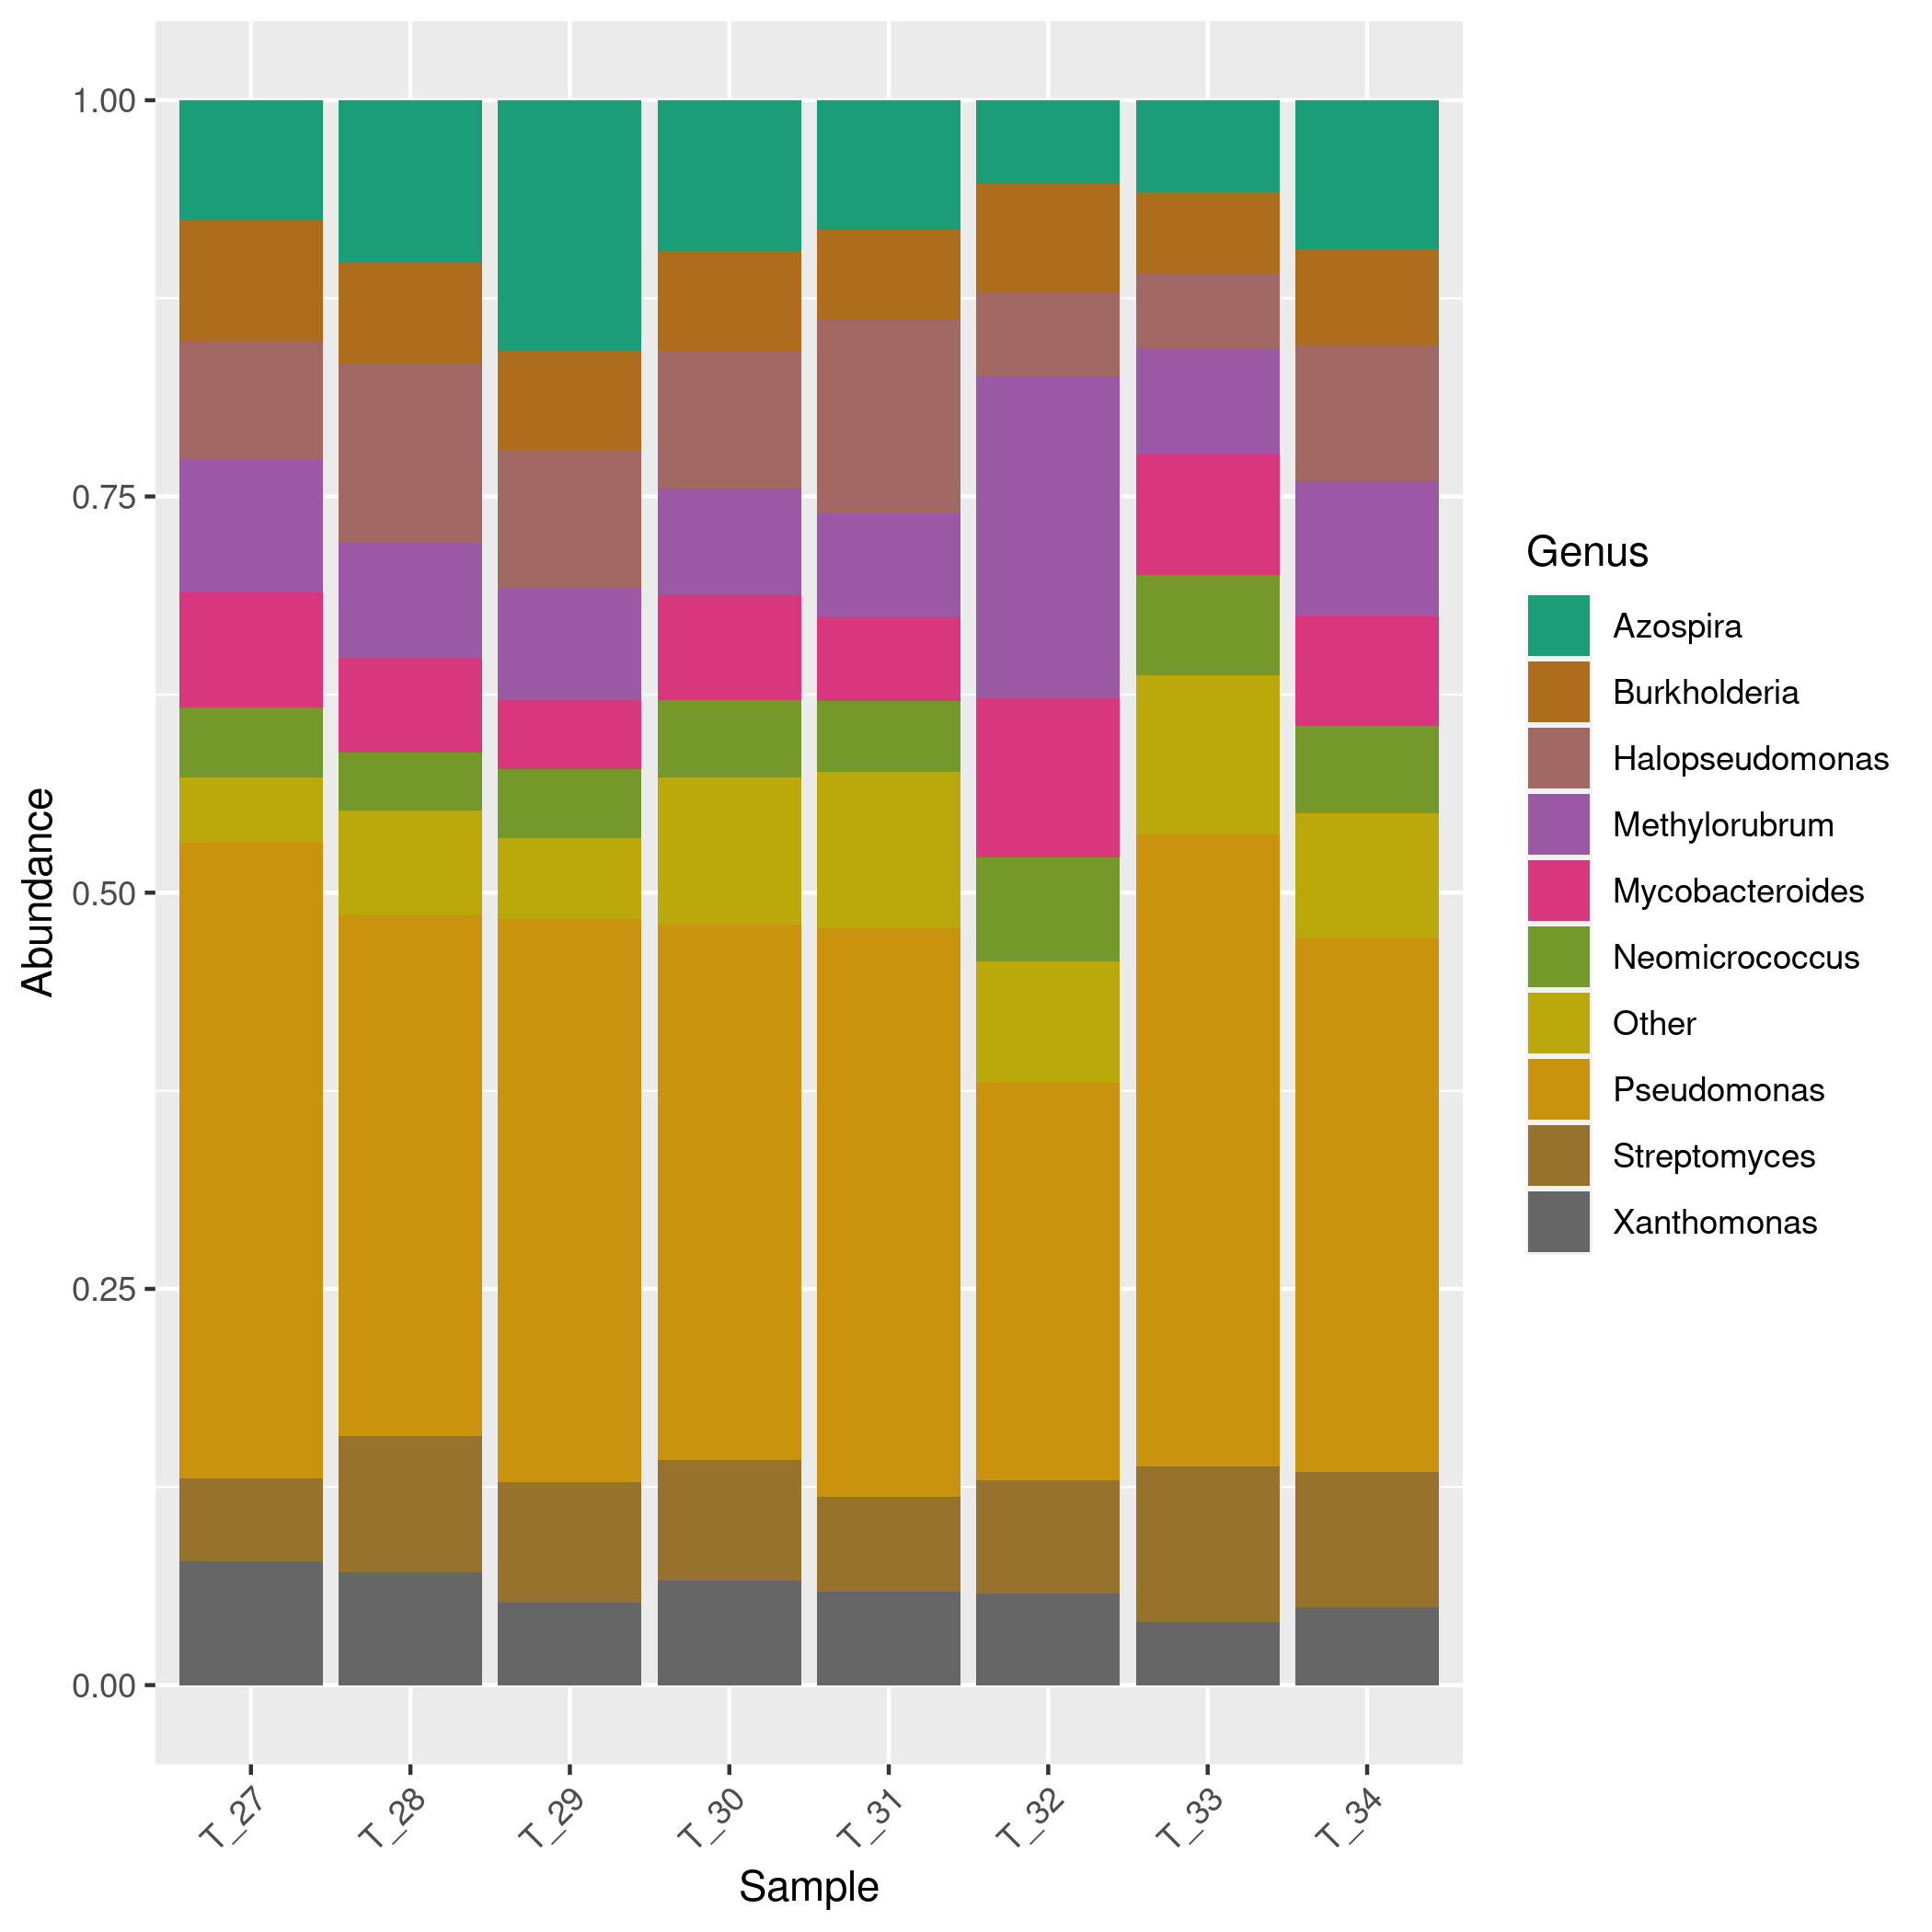 1.00
0.75
0.50
0.25
0.00
Abundance
T_27
T_28
T_29
T_30
T_31
T_32
T_33
T_34
Sample
Genus
Azospira
Burkholderia
Halopseudomonas
Methylorubrum
Mycobacteroides
Neomicrococcus
Other
Pseudomonas
Streptomyces
Xanthomonas